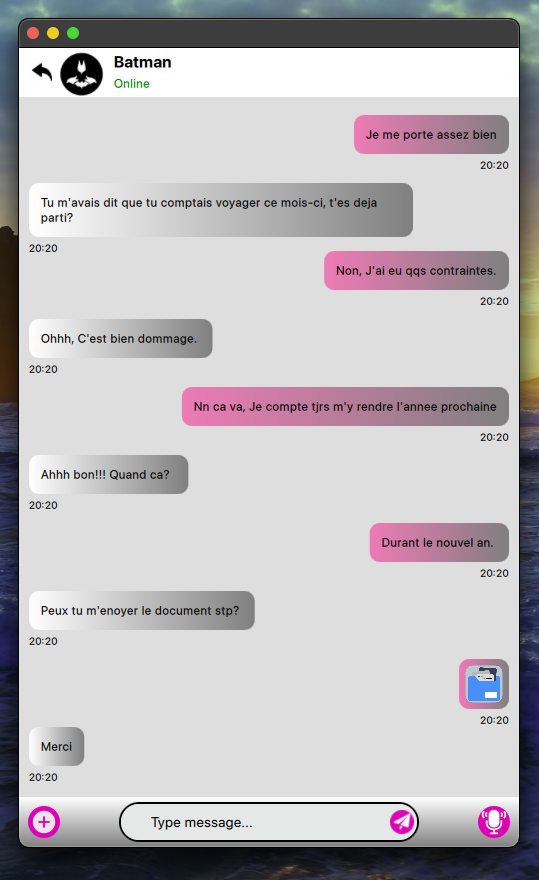 Batman
Online
Je me porte assez bien
20:20
Tu m'avais dit que tu comptais voyager ce mois-ci, t'es deja
parti?
20:20
Non, J'ai eu qqs contraintes.
20:20
Ohhh, C'est bien dommage.
20:20
Nn ca va, Je compte tjrs m'y rendre l'annee prochaine
20:20
Ahhh bon!!! Quand ca?
20:20
Durant le nouvel an.
20:20
Peux tu m'enoyer le document stp?
20:20
20:20
Merci
20:20
Type message...